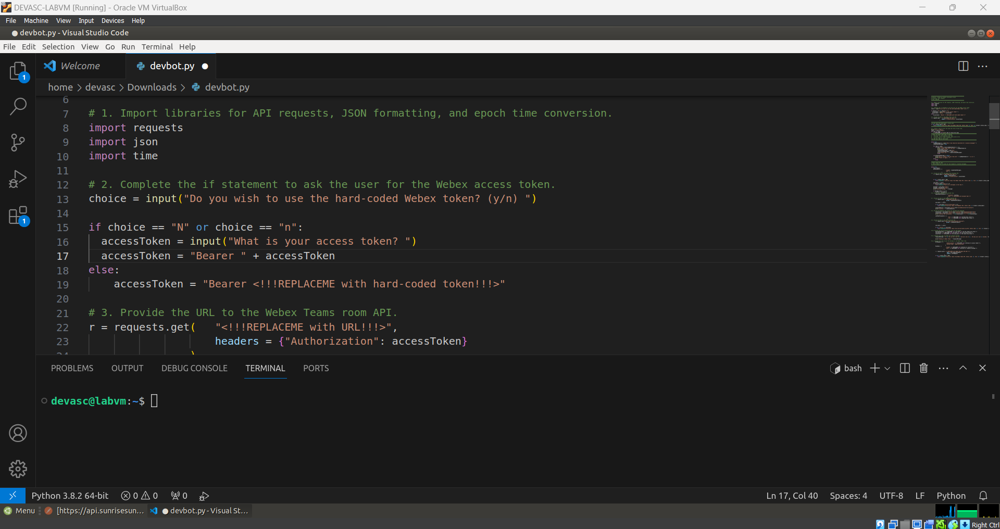 DEVASC-LABVM [Running] - Oracle VM VirtualBox
File Machine View Input Devices Help
● devbot.py - Visual Studio Code
File Edit Selection View Go Run Terminal Help
Welcome devbot.py ●
home > devasc > Downloads > devbot.py
6
7 # 1. Import libraries for API requests, JSON formatting, and epoch time conversion.
8 import requests
9 import json
10 import time
11
12 # 2. Complete the if statement to ask the user for the Webex access token.
13 choice = input("Do you wish to use the hard-coded Webex token? (y/n) ")
14
15 if choice == "N" or choice == "n":
16 accessToken = input("What is your access token? ")
17 accessToken = "Bearer " + accessToken
18 else:
19 accessToken = "Bearer <!!!REPLACEME with hard-coded token!!!>"
20
21 # 3. Provide the URL to the Webex Teams room API.
22 r = requests.get( "<!!!REPLACEME with URL!!!>",
23 headers = {"Authorization": accessToken}
24 )
PROBLEMS OUTPUT DEBUG CONSOLE TERMINAL PORTS bash
devasc@labvm:~$
1
1
Python 3.8.2 64-bit 0 0 0 Ln 17, Col 40 Spaces: 4 UTF-8 LF Python
Menu [https://api.sunrisesun... ● devbot.py - Visual St...
Right Ctrl